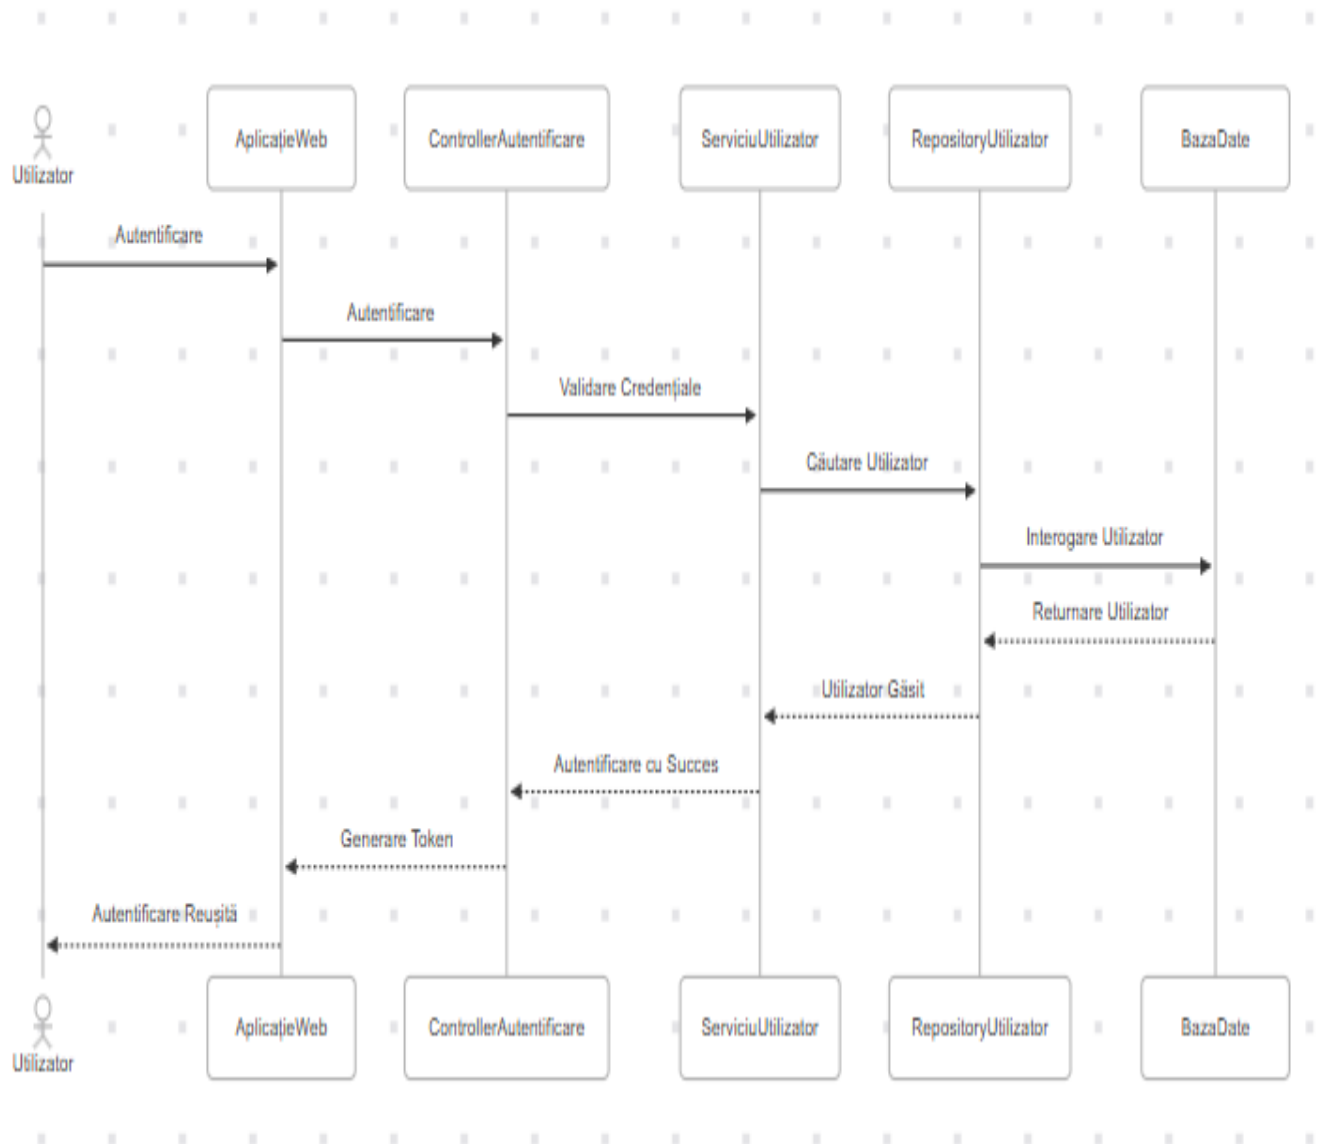 Utilizator
AplicațieWeb
ControllerAutentificare
ServiciuUtilizator
RepositoryUtilizator
BazaDate
Autentificare
Autentificare
Validare Credențiale
Căutare Utilizator
Interogare Utilizator
Returnare Utilizator
Utilizator Găsit
Autentificare cu Succes
Generare Token
Autentificare Reușită
Utilizator
AplicațieWeb
ControllerAutentificare
ServiciuUtilizator
RepositoryUtilizator
BazaDate